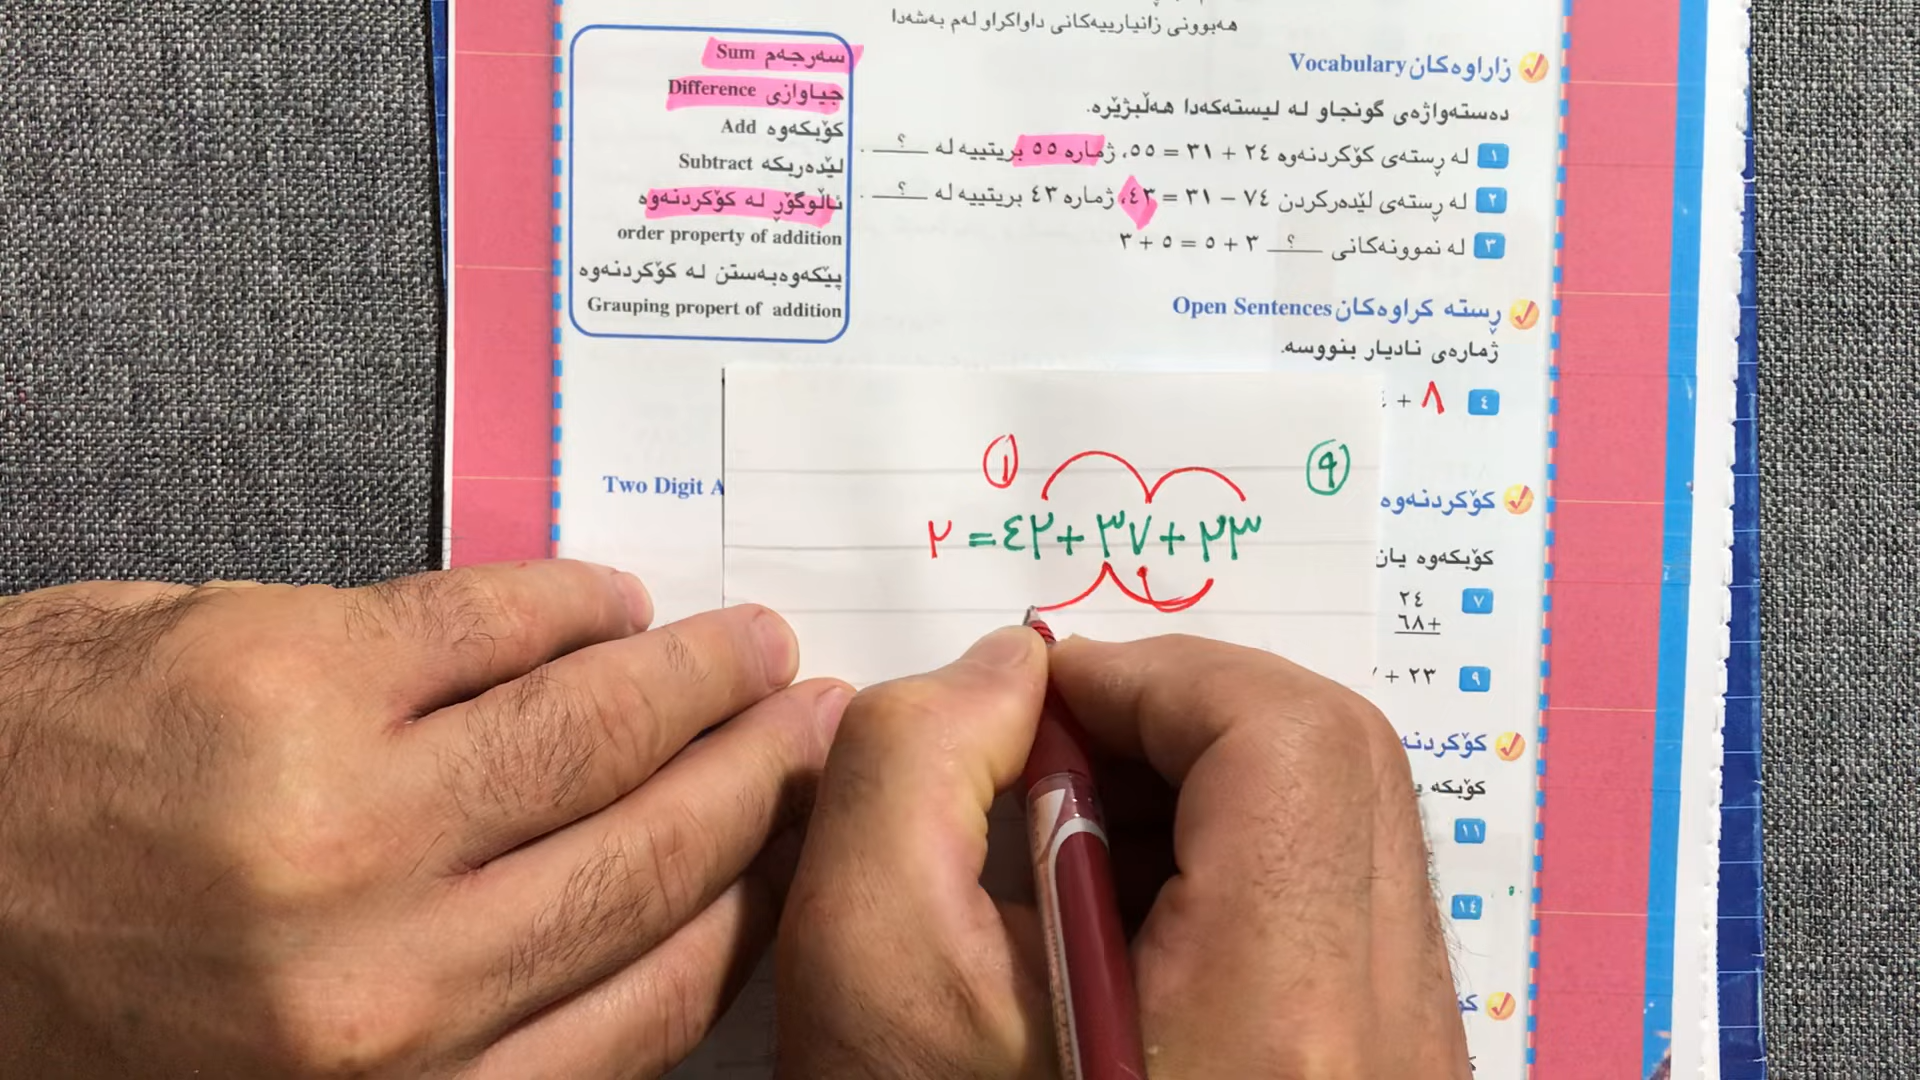 هەبوونی زانیارییەکانی داواکراو لەم بەشەدا
زاراوەکان Vocabulary
دەستەواژەی گونجاو لە لیستەکەدا هەڵبژێرە.
١ لە ڕستەی کۆکردنەوە ٢٤ + ٣١ = ٥٥، ژمارە ٥٥ بریتییە لە ؟ .
٢ لە ڕستەی لێدەرکردن ٧٤ − ٣١ = ٤٣، ژمارە ٤٣ بریتییە لە ؟ .
٣ لە نموونەکانی ؟ ٣ + ٥ = ٥ + ٣
سەرجەم Sum
جیاوازی Difference
کۆبکەوە Add
لێدەربکە Subtract
ئاڵوگۆڕ لە کۆکردنەوە
order property of addition
پێکەوەبەستن لە کۆکردنەوە
Grauping propert of addition
ڕستە کراوەکان Open Sentences
ژمارەی نادیار بنووسە.
٤ ٨ +
کۆکردنەوە
Two Digit A
کۆبکەوە یان
٧ ٢٤
+٦٨
٩ ٢٣ +
٩ ١
٢٣ + ٣٧ + ٤٢ = ٢
کۆکردنە
کۆبکە
١١
١٤